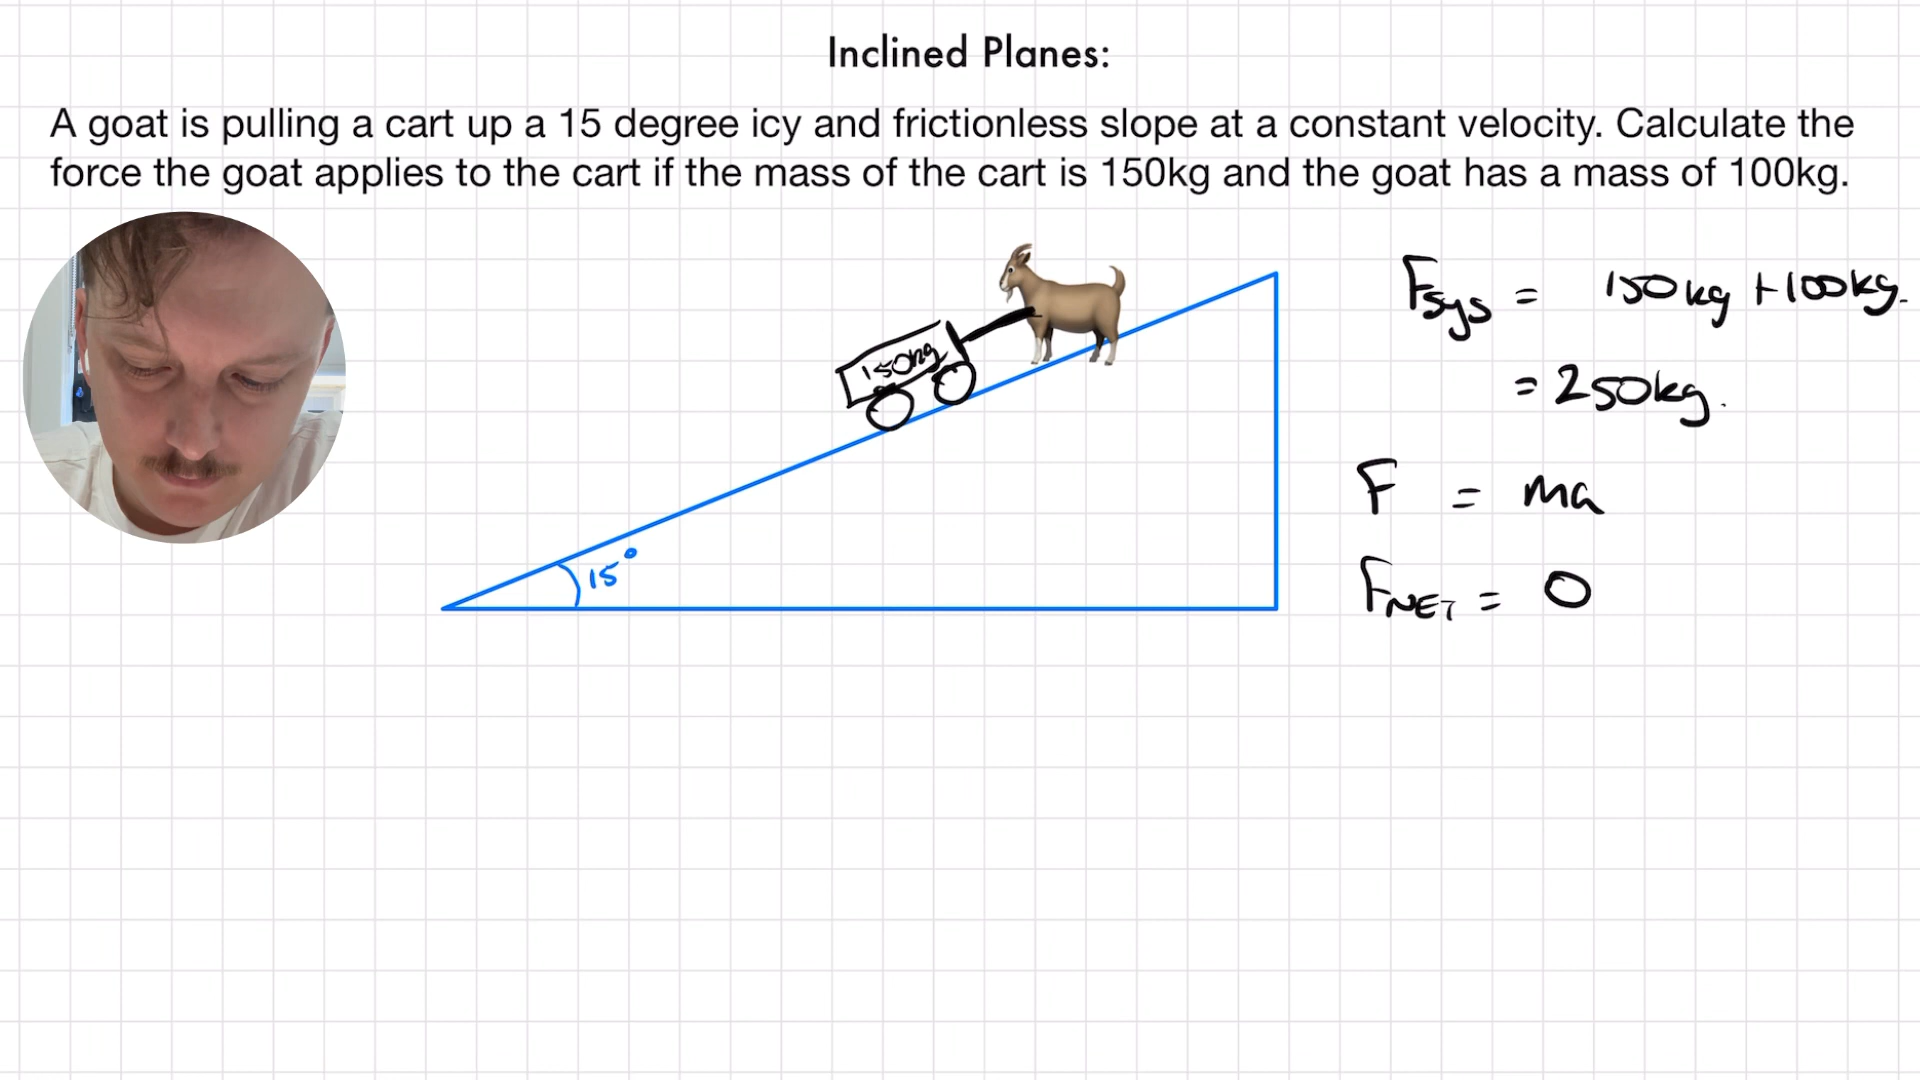 Inclined Planes:
A goat is pulling a cart up a 15 degree icy and frictionless slope at a constant velocity. Calculate the
force the goat applies to the cart if the mass of the cart is 150kg and the goat has a mass of 100kg.
Fsys = 150kg + 100kg.
150kg
= 250kg.
F = ma
15°
FNET = 0